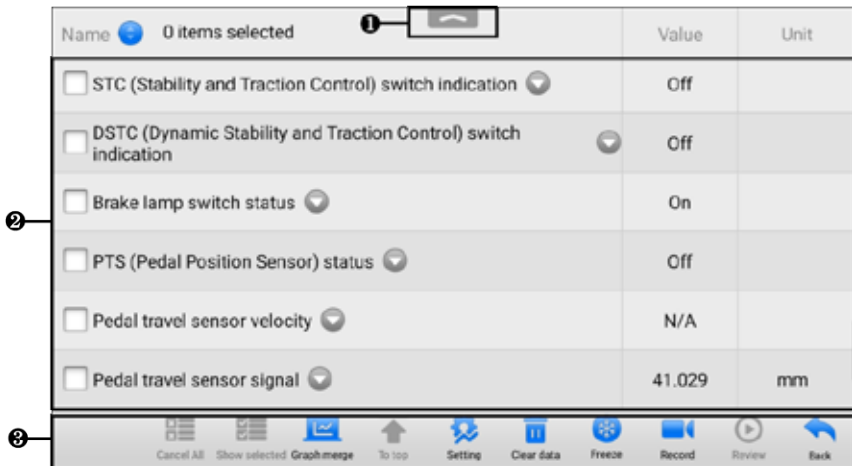 Name 0 items selected ❶ Value Unit
STC (Stability and Traction Control) switch indication Off
DSTC (Dynamic Stability and Traction Control) switch
indication Off
❷ Brake lamp switch status On
PTS (Pedal Position Sensor) status Off
Pedal travel sensor velocity N/A
Pedal travel sensor signal 41.029 mm
❸ Cancel All Show selected Graph merge To top Setting Clear data Freeze Record Review Back